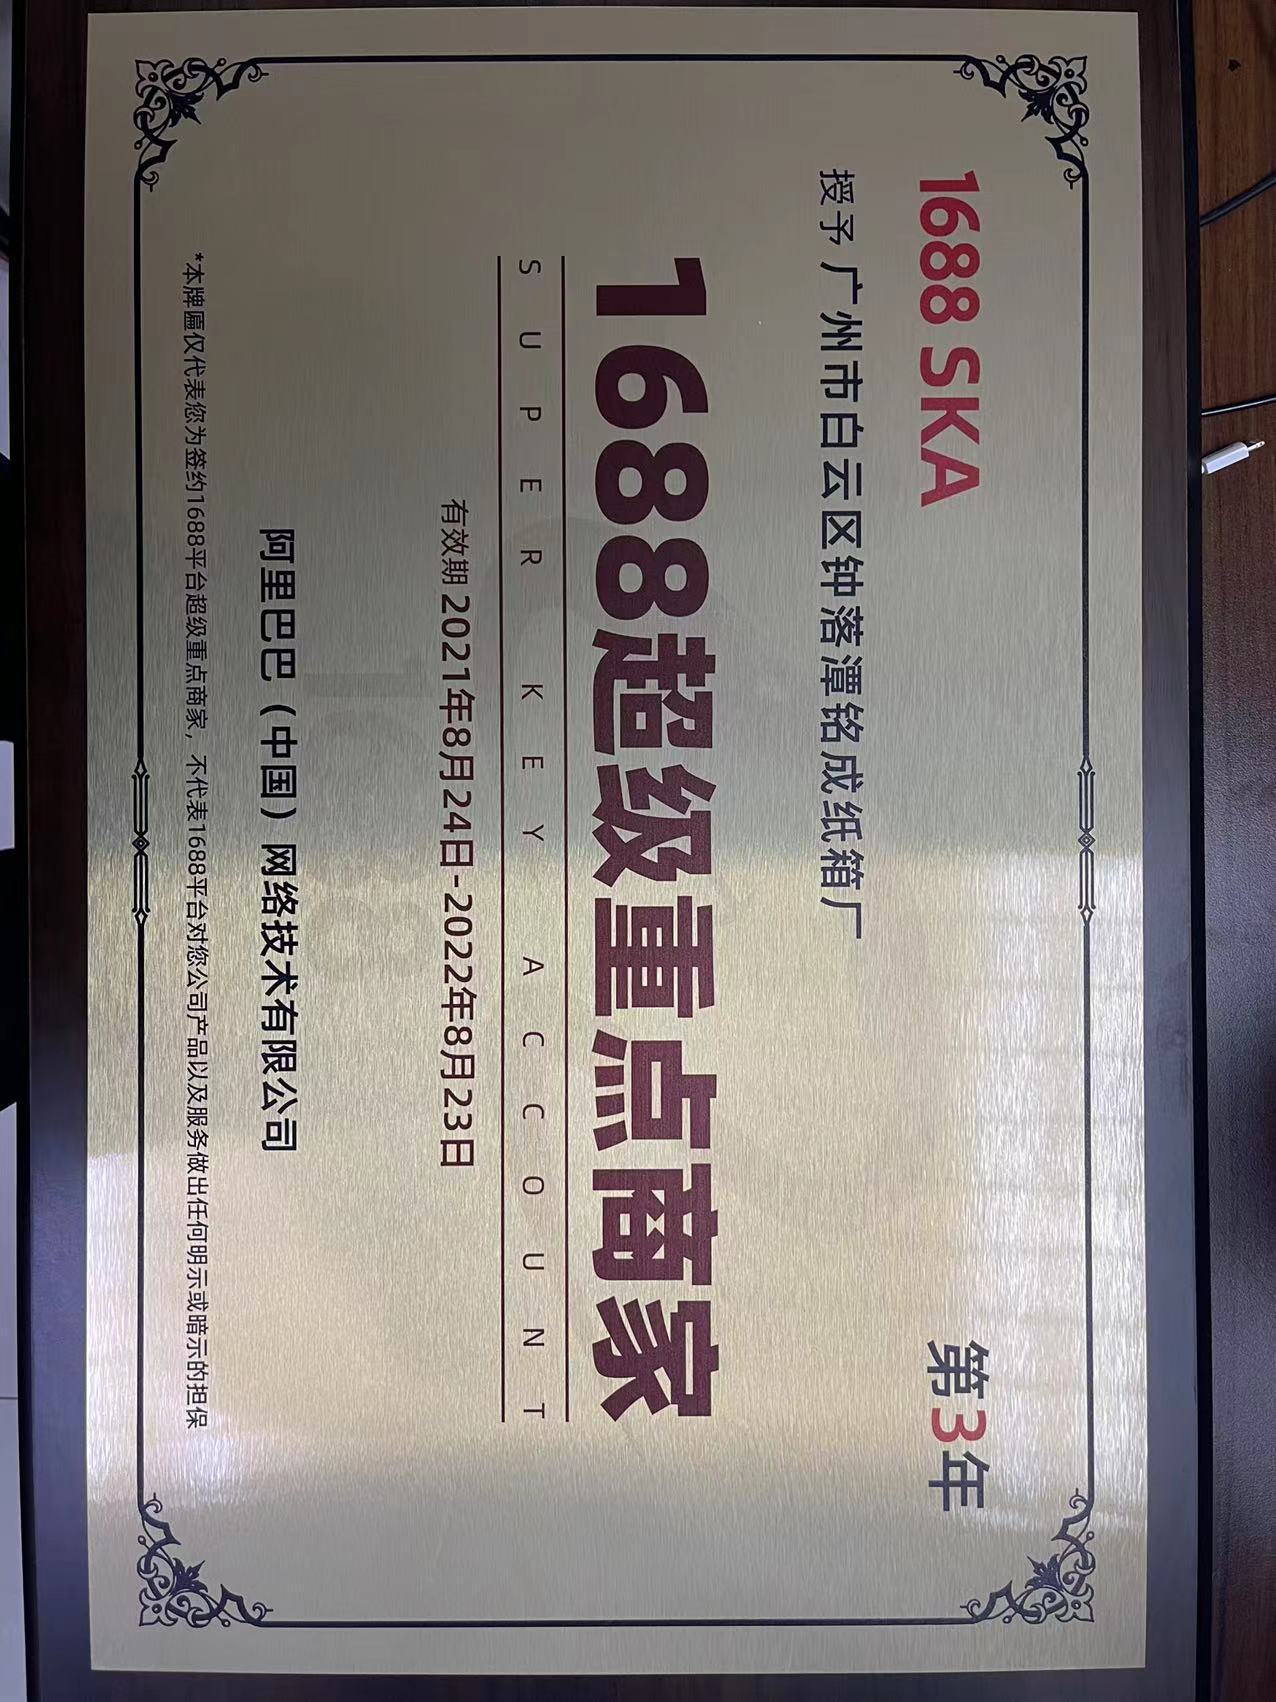 1688 SKA
第3年
授予 广州市白云区钟落潭铭成纸箱厂
1688超级重点商家
SUPER KEY ACCOUNT
有效期 2021年8月24日-2022年8月23日
阿里巴巴（中国）网络技术有限公司
*本牌匾仅代表您为签约1688平台超级重点商家，不代表1688平台对您公司产品以及服务做出任何明示或暗示的担保